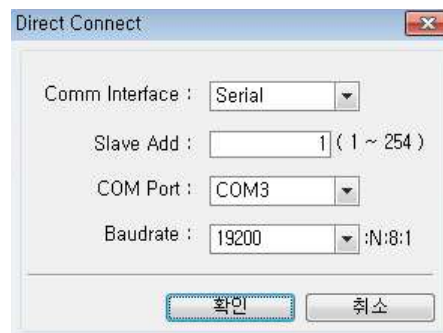 Direct Connect
Comm Interface : Serial
Slave Add : 1 ( 1 ~ 254 )
COM Port : COM3
Baudrate : 19200 :N:8:1
확인 취소